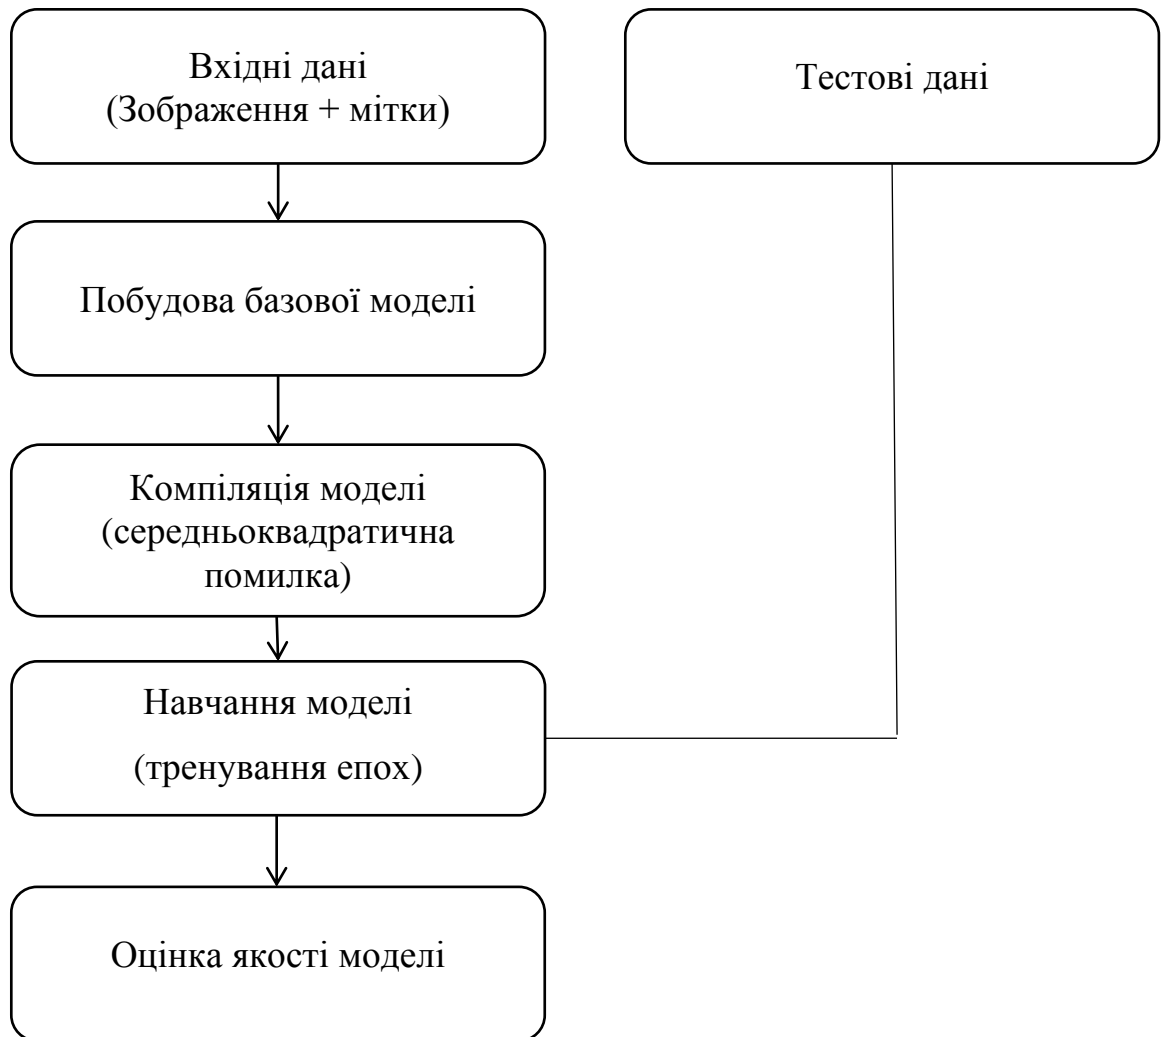 Вхідні дані
(Зображення + мітки)
Тестові дані
Побудова базової моделі
Компіляція моделі
(середньоквадратична
помилка)
Навчання моделі
(тренування епох)
Оцінка якості моделі